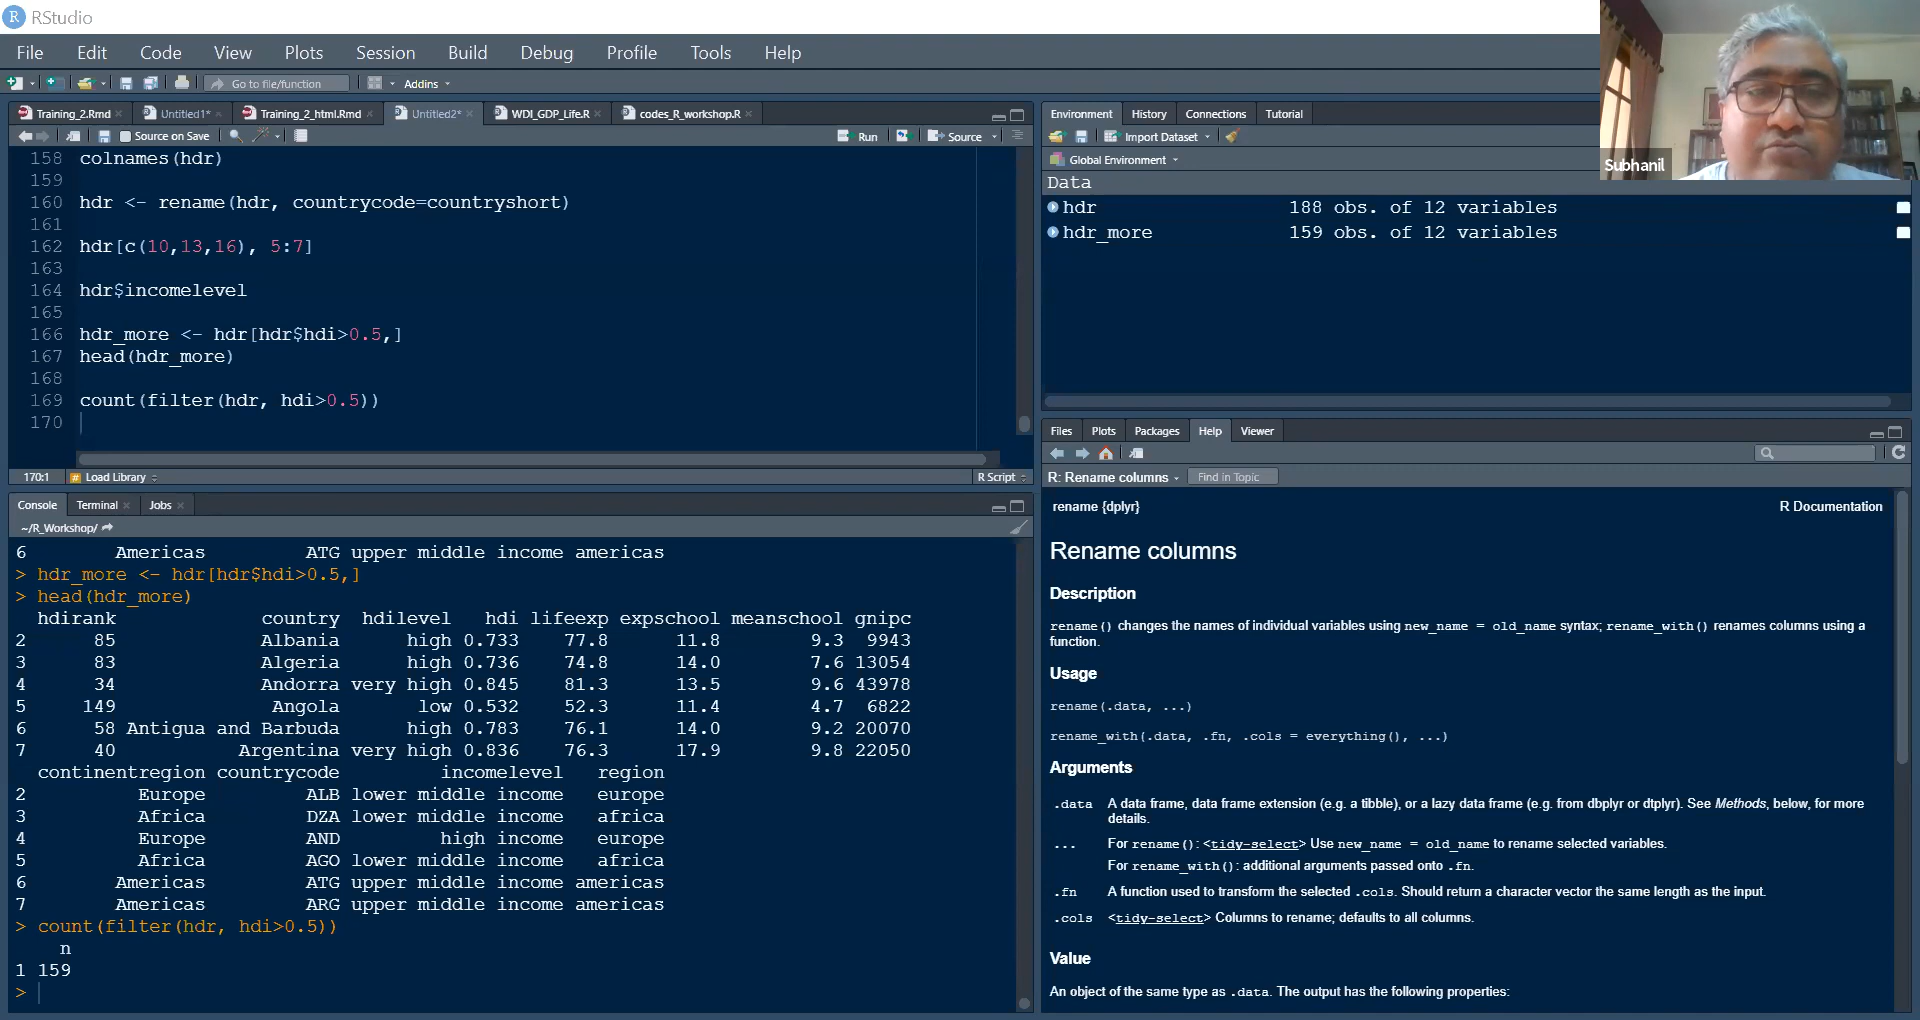 RStudio
File Edit Code View Plots Session Build Debug Profile Tools Help
Go to file/function Addins
Training_2.Rmd Untitled1* Training_2_html.Rmd Untitled2* WDI_GDP_Life.R codes_R_workshop.R
Source on Save Run Source
158 colnames(hdr)
159
160 hdr <- rename(hdr, countrycode=countryshort)
161
162 hdr[c(10,13,16), 5:7]
163
164 hdr$incomelevel
165
166 hdr_more <- hdr[hdr$hdi>0.5,]
167 head(hdr_more)
168
169 count(filter(hdr, hdi>0.5))
170
170:1 # Load Library R Script
Console Terminal Jobs
~/R_Workshop/
6 Americas ATG upper middle income americas
> hdr_more <- hdr[hdr$hdi>0.5,]
> head(hdr_more)
hdirank country hdilevel hdi lifeexp expschool meanschool gnipc
2 85 Albania high 0.733 77.8 11.8 9.3 9943
3 83 Algeria high 0.736 74.8 14.0 7.6 13054
4 34 Andorra very high 0.845 81.3 13.5 9.6 43978
5 149 Angola low 0.532 52.3 11.4 4.7 6822
6 58 Antigua and Barbuda high 0.783 76.1 14.0 9.2 20070
7 40 Argentina very high 0.836 76.3 17.9 9.8 22050
continentregion countrycode incomelevel region
2 Europe ALB lower middle income europe
3 Africa DZA lower middle income africa
4 Europe AND high income europe
5 Africa AGO lower middle income africa
6 Americas ATG upper middle income americas
7 Americas ARG upper middle income americas
> count(filter(hdr, hdi>0.5))
n
1 159
>
Environment History Connections Tutorial
Import Dataset
Global Environment
Data
hdr 188 obs. of 12 variables
hdr_more 159 obs. of 12 variables
Subhanil
Files Plots Packages Help Viewer
R: Rename columns Find in Topic
rename {dplyr} R Documentation
Rename columns
Description
rename() changes the names of individual variables using new_name = old_name syntax; rename_with() renames columns using a
function.
Usage
rename(.data, ...)
rename_with(.data, .fn, .cols = everything(), ...)
Arguments
.data A data frame, data frame extension (e.g. a tibble), or a lazy data frame (e.g. from dbplyr or dtplyr). See Methods, below, for more
details.
... For rename(): <tidy-select> Use new_name = old_name to rename selected variables.
For rename_with(): additional arguments passed onto .fn.
.fn A function used to transform the selected .cols. Should return a character vector the same length as the input.
.cols <tidy-select> Columns to rename; defaults to all columns.
Value
An object of the same type as .data. The output has the following properties: